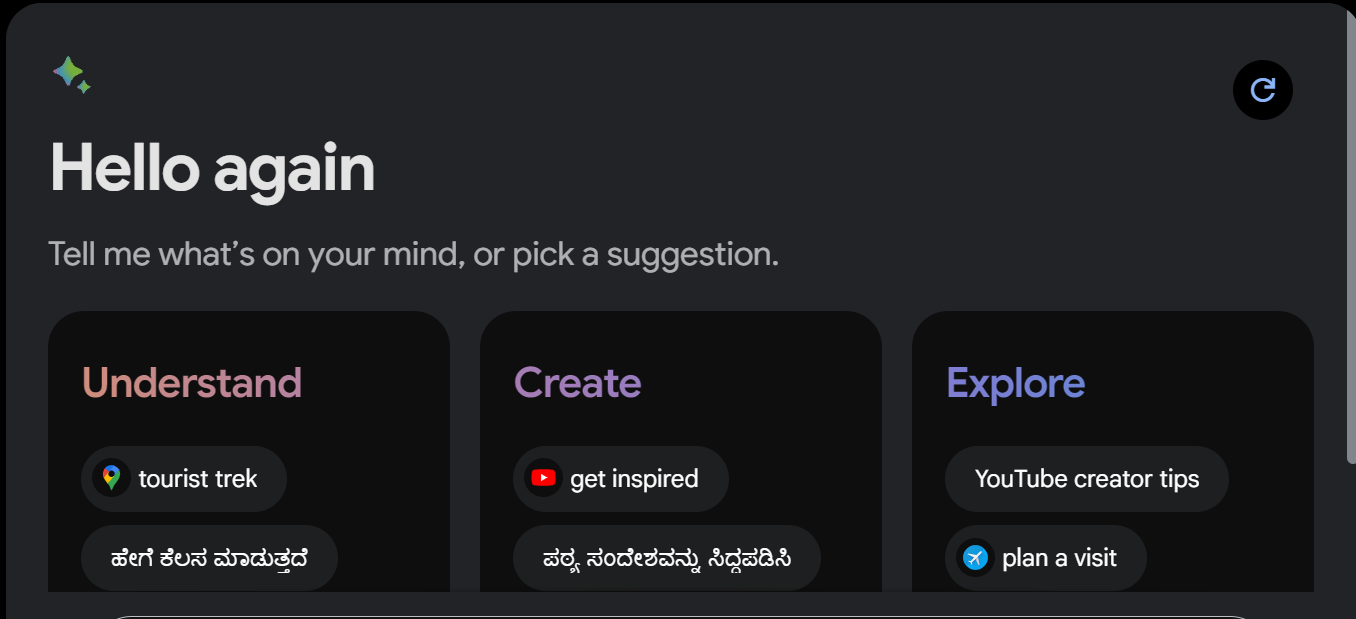 Hello again
Tell me what’s on your mind, or pick a suggestion.
Understand
tourist trek
ಹೇಗೆ ಕೆಲಸ ಮಾಡುತ್ತದೆ
Create
get inspired
ಪಠ್ಯ ಸಂದೇಶವನ್ನು ಸಿದ್ಧಪಡಿಸಿ
Explore
YouTube creator tips
plan a visit